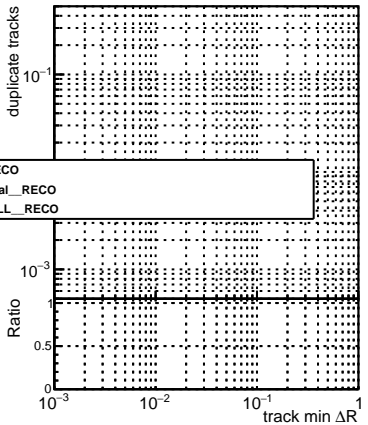 duplicate tracks
10⁻¹
ECO
al__RECO
LL__RECO
10⁻³
Ratio
1
0.5
0
10⁻³ 10⁻² 10⁻¹ 1
track min ΔR